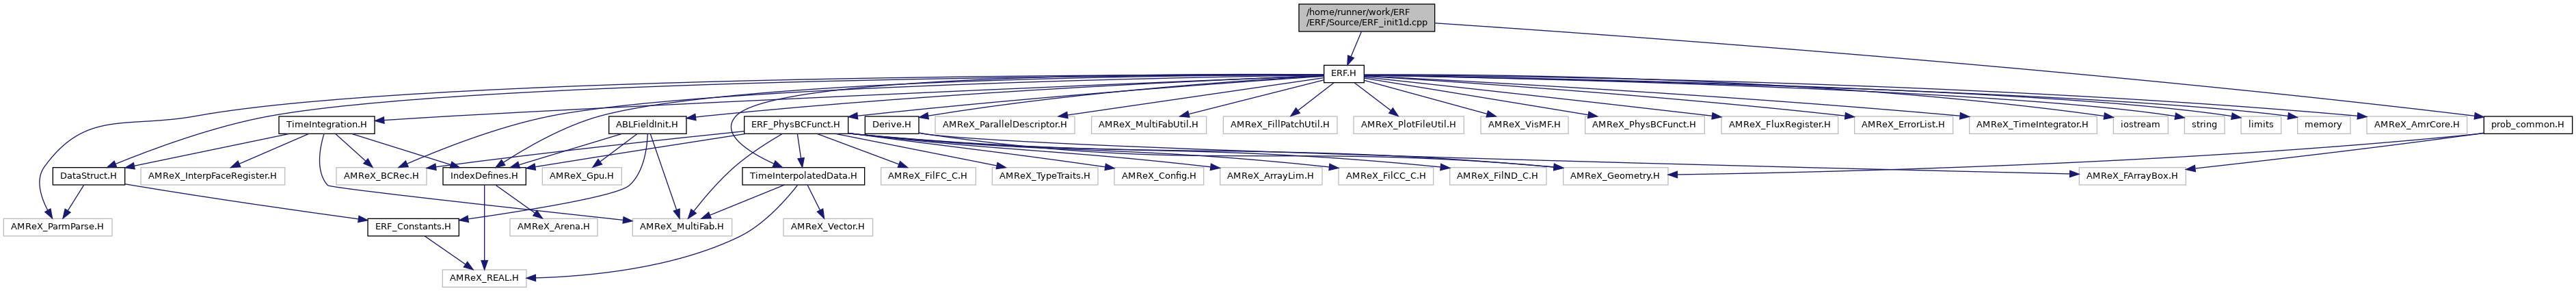 /home/runner/work/ERF
/ERF/Source/ERF_init1d.cpp
ERF.H
TimeIntegration.H
ABLFieldInit.H
ERF_PhysBCFunct.H
Derive.H
AMReX_ParallelDescriptor.H
AMReX_MultiFabUtil.H
AMReX_FillPatchUtil.H
AMReX_PlotFileUtil.H
AMReX_VisMF.H
AMReX_PhysBCFunct.H
AMReX_FluxRegister.H
AMReX_ErrorList.H
AMReX_TimeIntegrator.H
iostream
string
limits
memory
AMReX_AmrCore.H
prob_common.H
DataStruct.H
AMReX_InterpFaceRegister.H
AMReX_BCRec.H
IndexDefines.H
AMReX_Gpu.H
TimeInterpolatedData.H
AMReX_FilFC_C.H
AMReX_TypeTraits.H
AMReX_Config.H
AMReX_ArrayLim.H
AMReX_FilCC_C.H
AMReX_FilND_C.H
AMReX_Geometry.H
AMReX_FArrayBox.H
AMReX_ParmParse.H
ERF_Constants.H
AMReX_Arena.H
AMReX_MultiFab.H
AMReX_Vector.H
AMReX_REAL.H